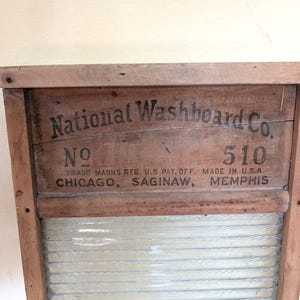 National Washboard Co.
No 510
TRADE MARKS REG. U.S. PAT. OFF. MADE IN U.S.A.
CHICAGO, SAGINAW, MEMPHIS